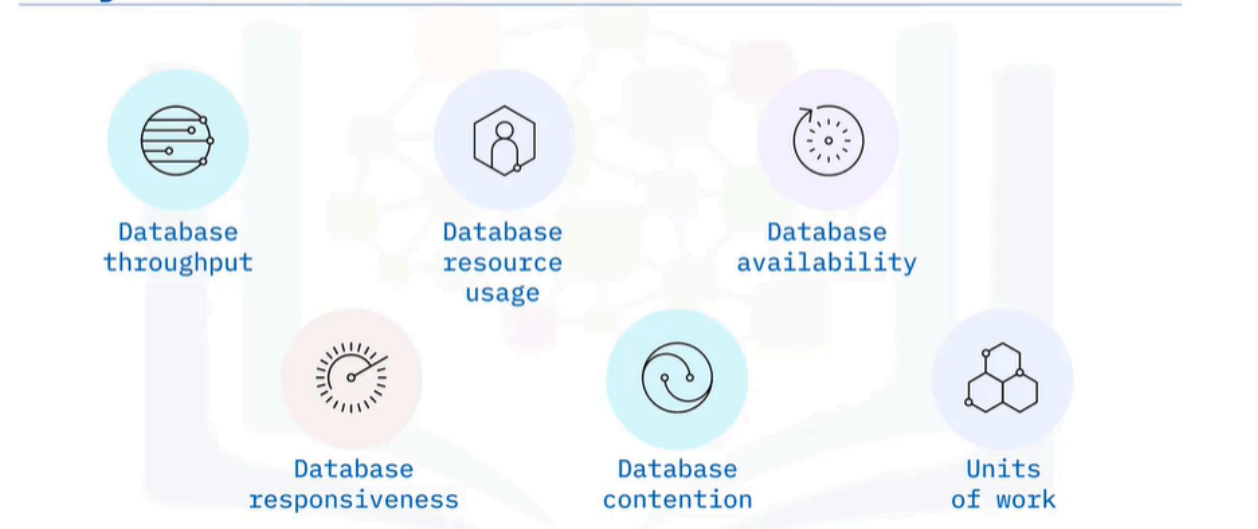 Database
throughput
Database
resource
usage
Database
availability
Database
responsiveness
Database
contention
Units
of work